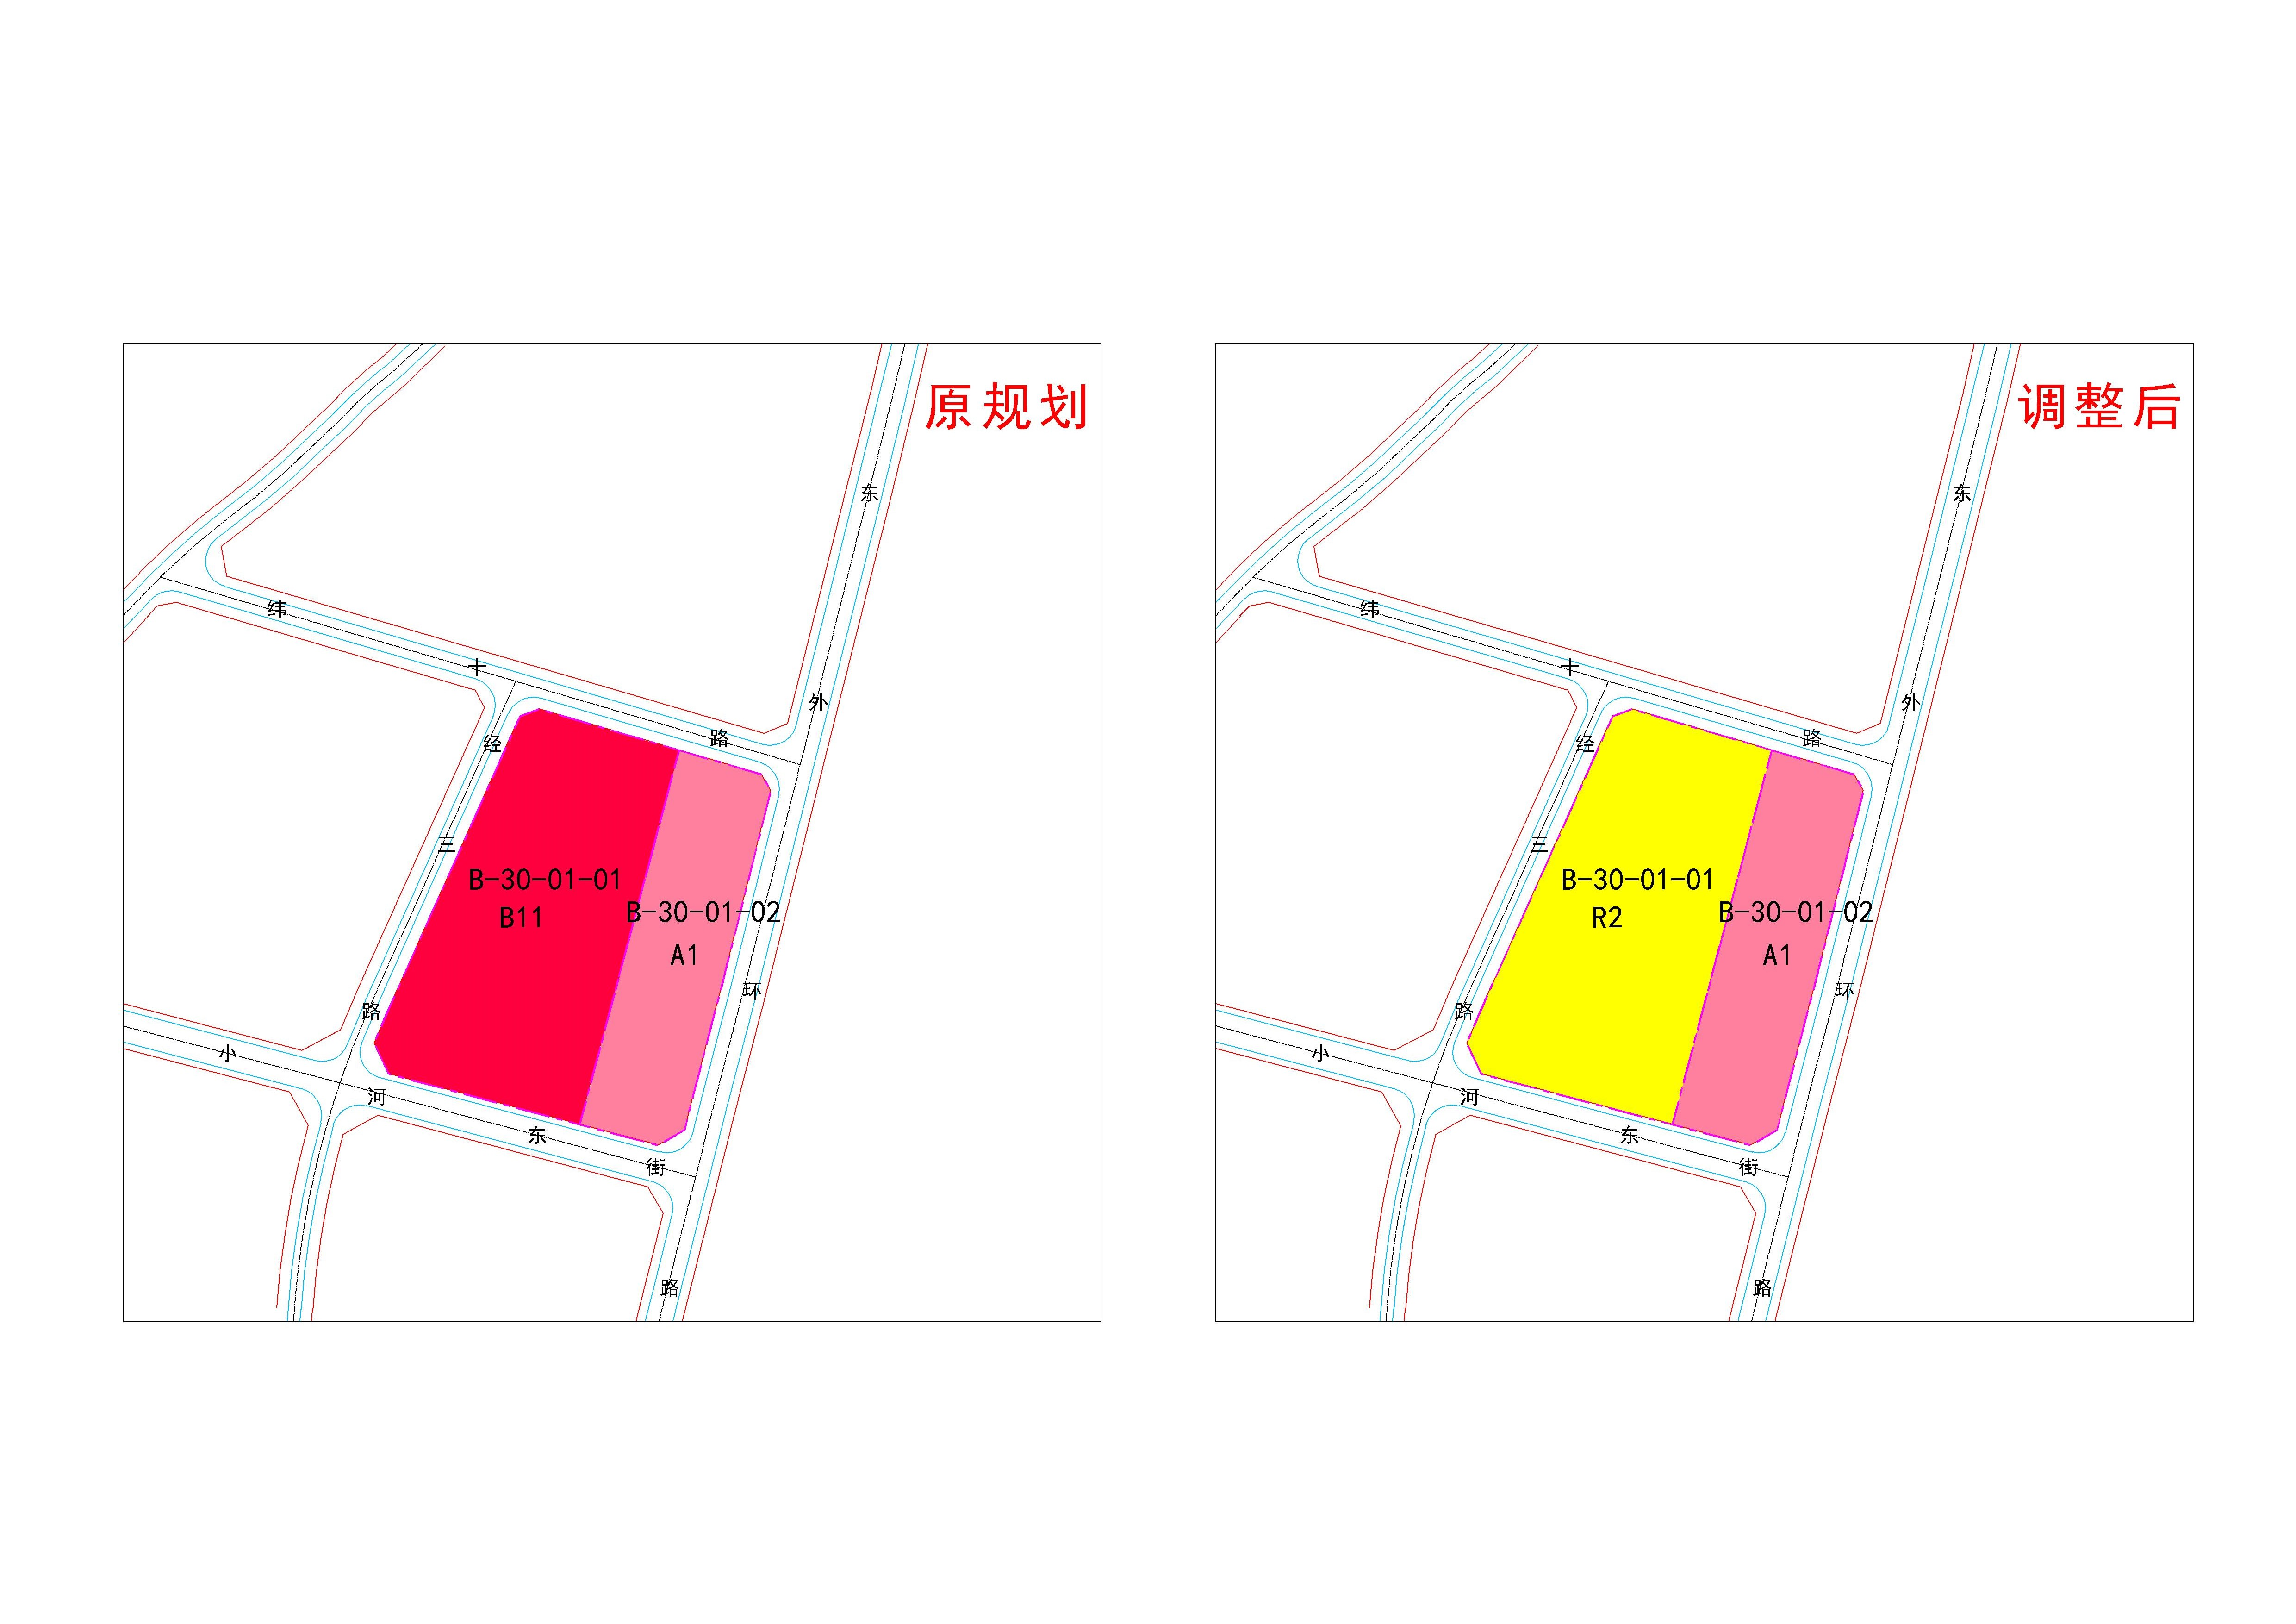 原规划
东外环路
纬十路
经三路
小河东街
B-30-01-01
B11
B-30-01-02
A1
调整后
东外环路
纬十路
经三路
小河东街
B-30-01-01
R2
B-30-01-02
A1